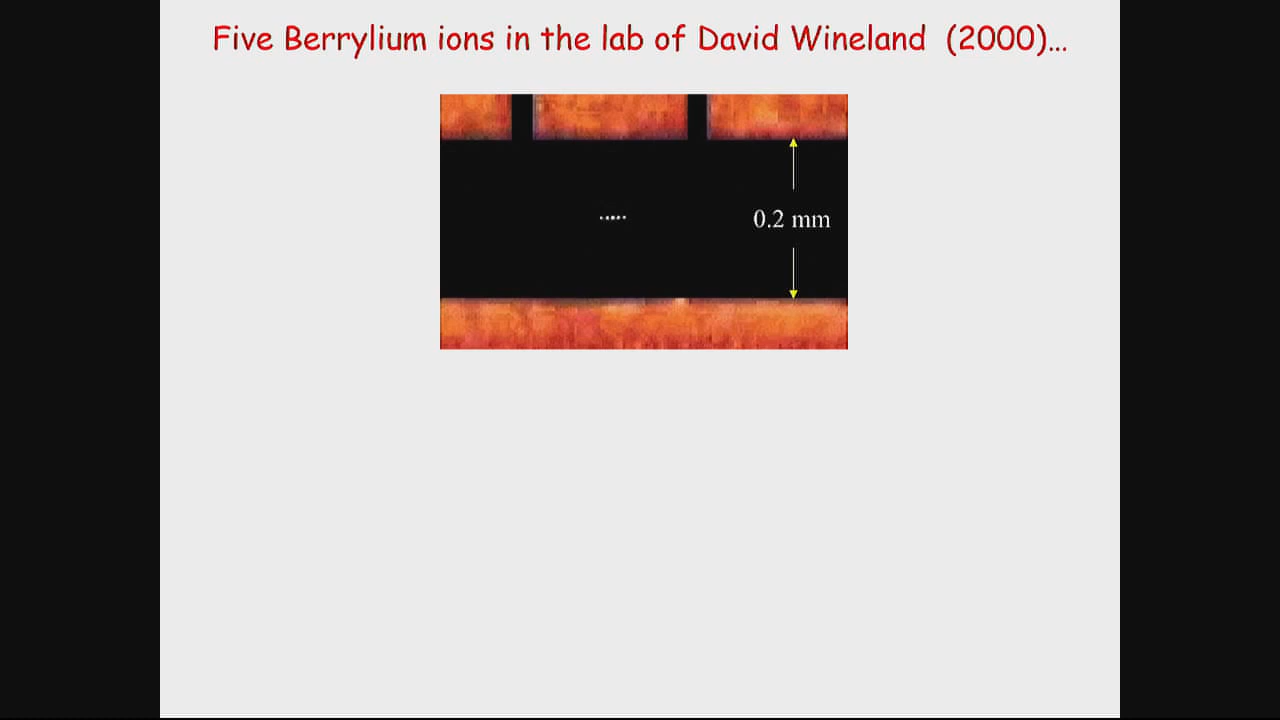 Five Berrylium ions in the lab of David Wineland (2000)...
0.2 mm